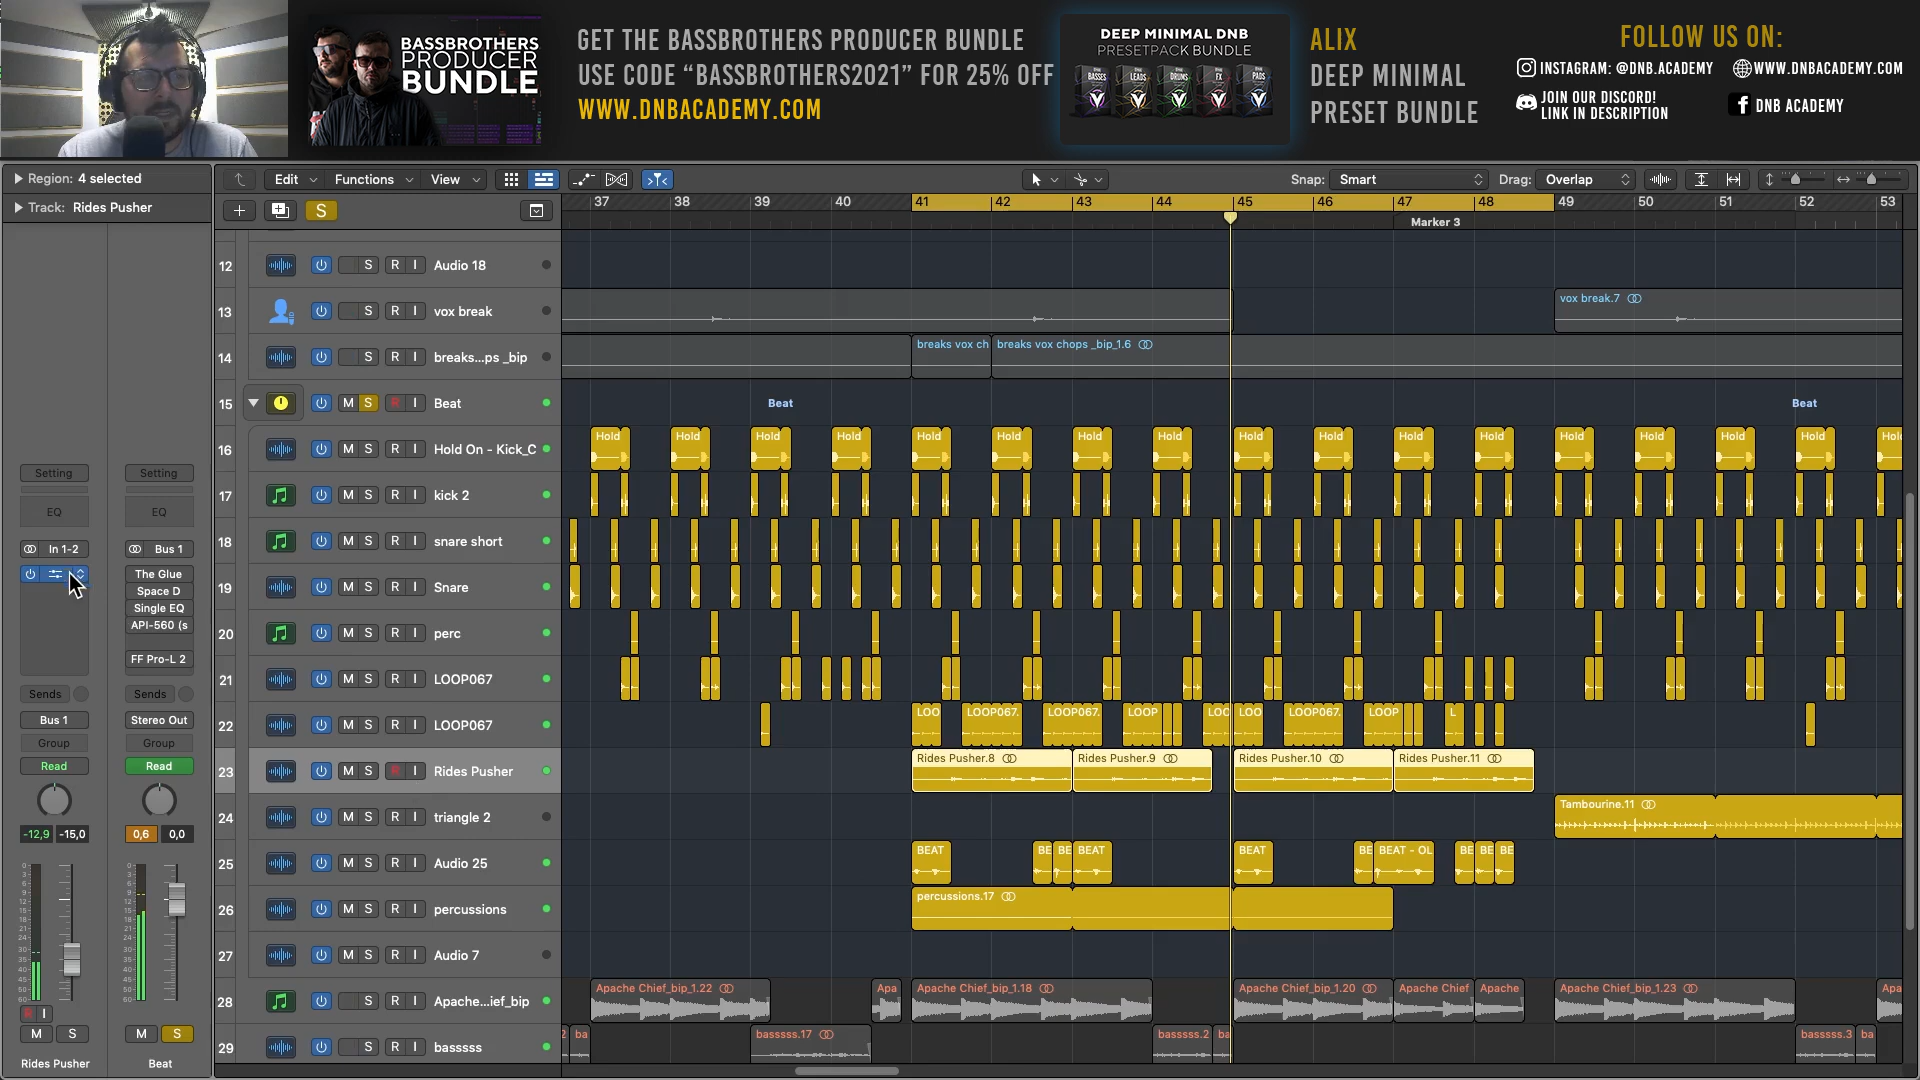 BASSBROTHERS
PRODUCER
BUNDLE
GET THE BASSBROTHERS PRODUCER BUNDLE
USE CODE “BASSBROTHERS2021” FOR 25% OFF
WWW.DNBACADEMY.COM
DEEP MINIMAL DNB
PRESETPACK BUNDLE
BASSES LEADS DRUMS FX PADS
ALIX
DEEP MINIMAL
PRESET BUNDLE
FOLLOW US ON:
INSTAGRAM: @DNB.ACADEMY WWW.DNBACADEMY.COM
JOIN OUR DISCORD!
LINK IN DESCRIPTION
DNB ACADEMY
Region: 4 selected
Track: Rides Pusher
Edit Functions View Snap: Smart Drag: Overlap
S
37 38 39 40 41 42 43 44 45 46 47 48 49 50 51 52 53
Marker 3
12 S R I Audio 18
13 S R I vox break
vox break.7
14 S R I breaks...ps _bip
breaks vox ch breaks vox chops _bip_1.6
15 M S R I Beat
Beat Beat
16 M S R I Hold On - Kick_C
Hold Hold Hold Hold Hold Hold Hold Hold Hold Hold Hold Hold Hold Hold Hold Hold Hol
17 M S R I kick 2
18 M S R I snare short
19 M S R I Snare
20 M S R I perc
21 M S R I LOOP067
22 M S R I LOOP067
LOO LOOP067. LOOP067. LOOP LOC LOO LOOP067. LOOP L
23 M S R I Rides Pusher
Rides Pusher.8 Rides Pusher.9 Rides Pusher.10 Rides Pusher.11
24 M S R I triangle 2
Tambourine.11
25 M S R I Audio 25
BEAT BE BE BEAT BEAT BE BEAT - OL BE BE BE
26 M S R I percussions
percussions.17
27 M S R I Audio 7
28 S R I Apache...ief_bip
Apache Chief_bip_1.22 Apa Apache Chief_bip_1.18 Apache Chief_bip_1.20 Apache Chief Apache Apache Chief_bip_1.23 Apa
29 S R I basssss
2 ba basssss.17 basssss.2 ba basssss.3 ba
Setting Setting
EQ EQ
In 1-2 Bus 1
The Glue
Space D
Single EQ
API-560 (s
FF Pro-L 2
Sends Sends
Bus 1 Stereo Out
Group Group
Read Read
-12,9 -15,0 0,6 0,0
R I
M S M S
Rides Pusher Beat